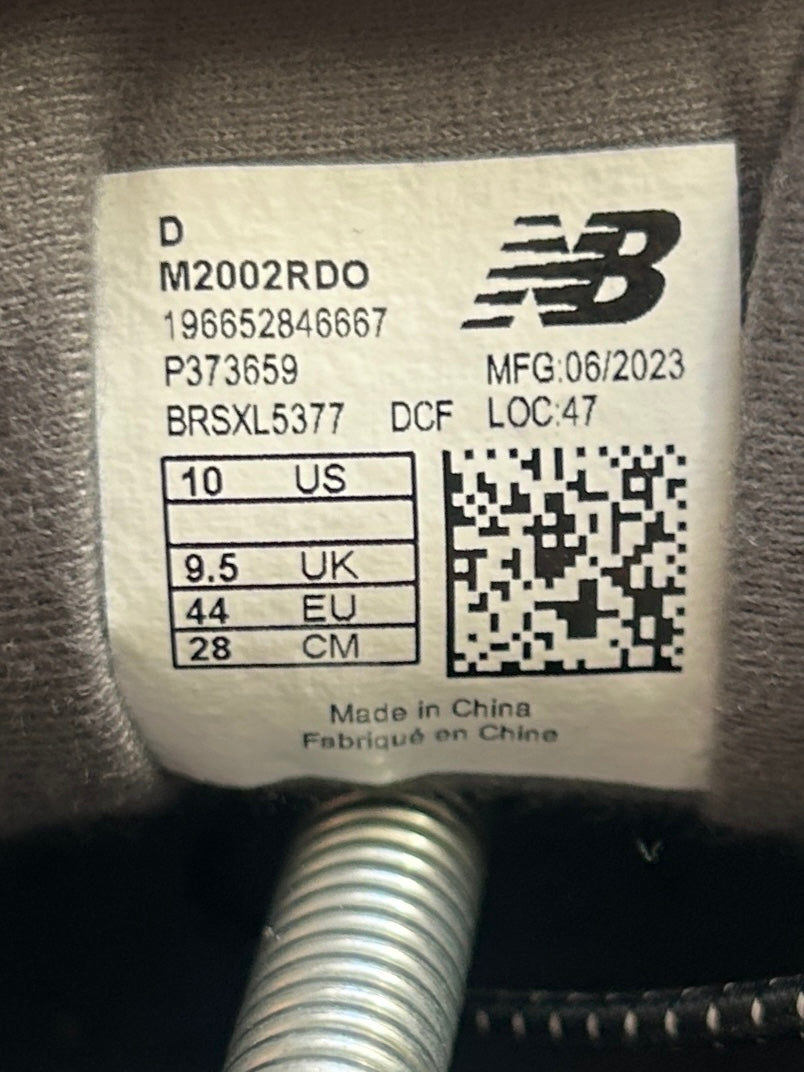 D
M2002RDO
196652846667
P373659 MFG:06/2023
BRSXL5377 DCF LOC:47
10 US
9.5 UK
44 EU
28 CM
Made in China
Fabriqué en Chine
NB